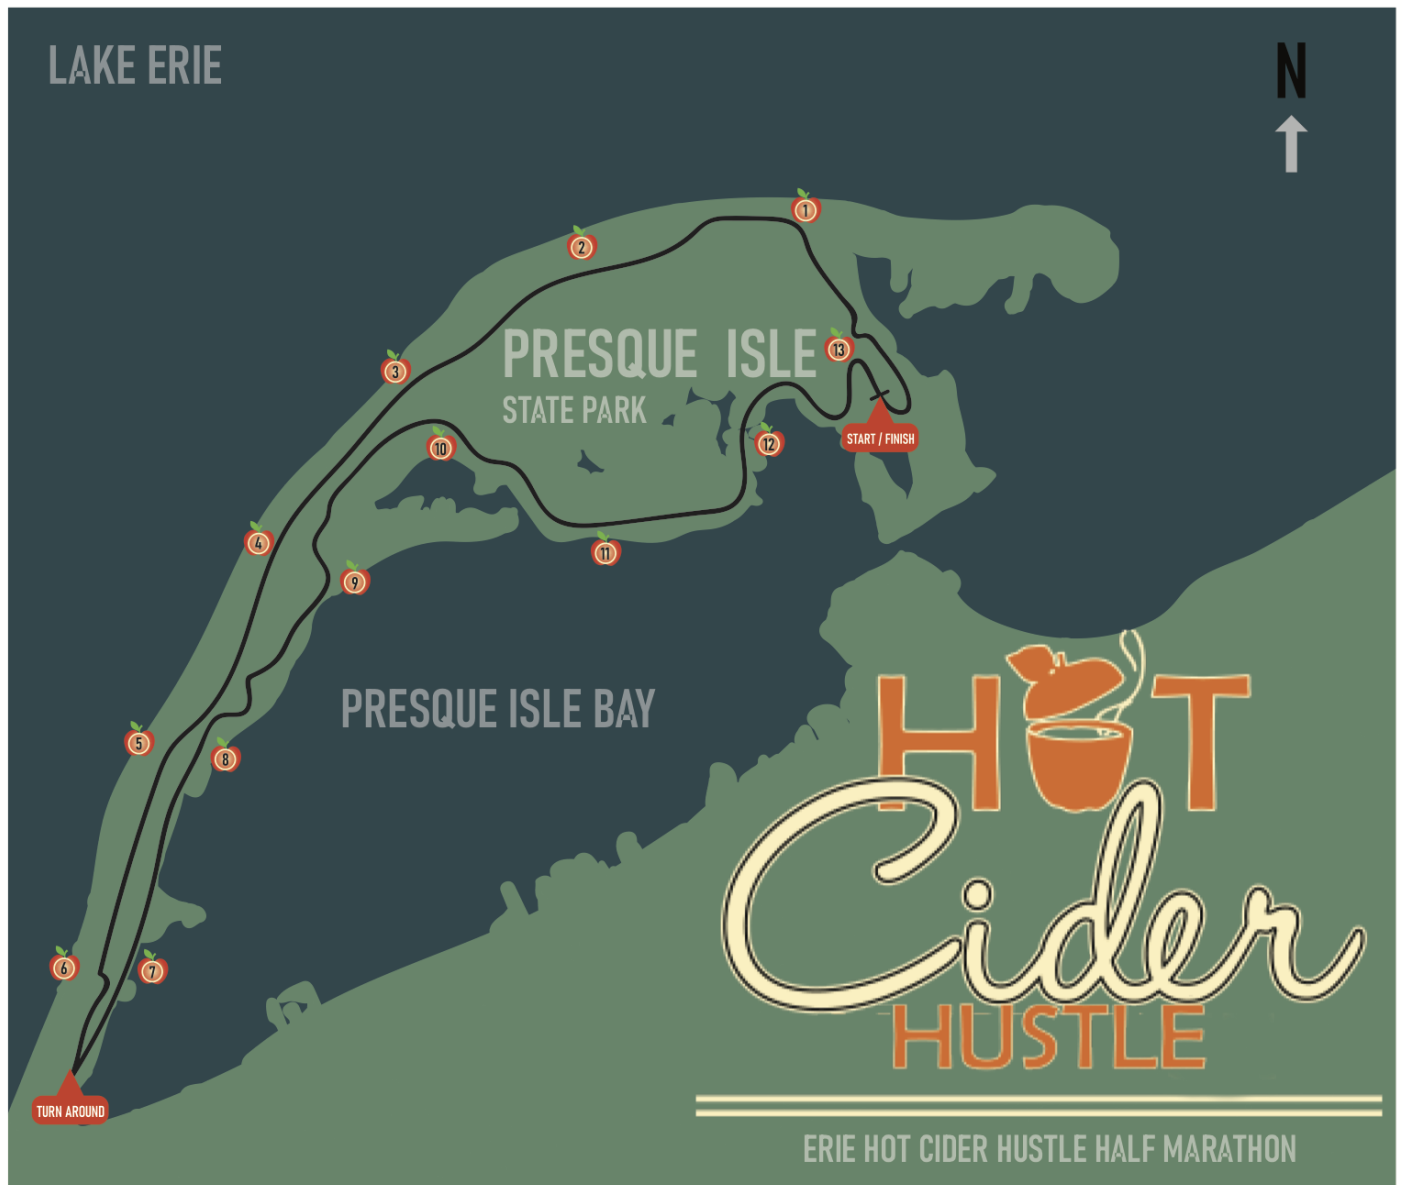 LAKE ERIE
N
1
2
PRESQUE ISLE
13
3
STATE PARK
START / FINISH
12
10
4
11
9
PRESQUE ISLE BAY
5
8
HOT
Cider
HUSTLE
6
7
TURN AROUND
ERIE HOT CIDER HUSTLE HALF MARATHON